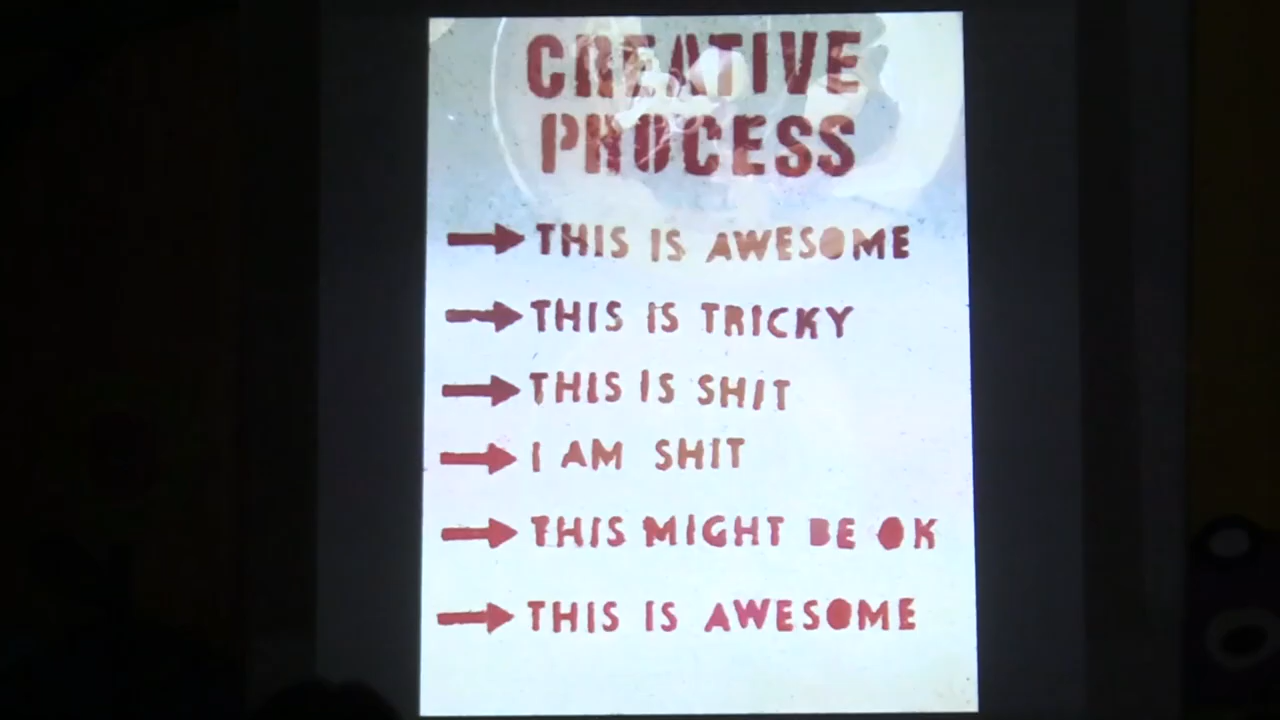 CREATIVE
PROCESS
THIS IS AWESOME
THIS IS TRICKY
THIS IS SHIT
I AM SHIT
THIS MIGHT BE OK
THIS IS AWESOME